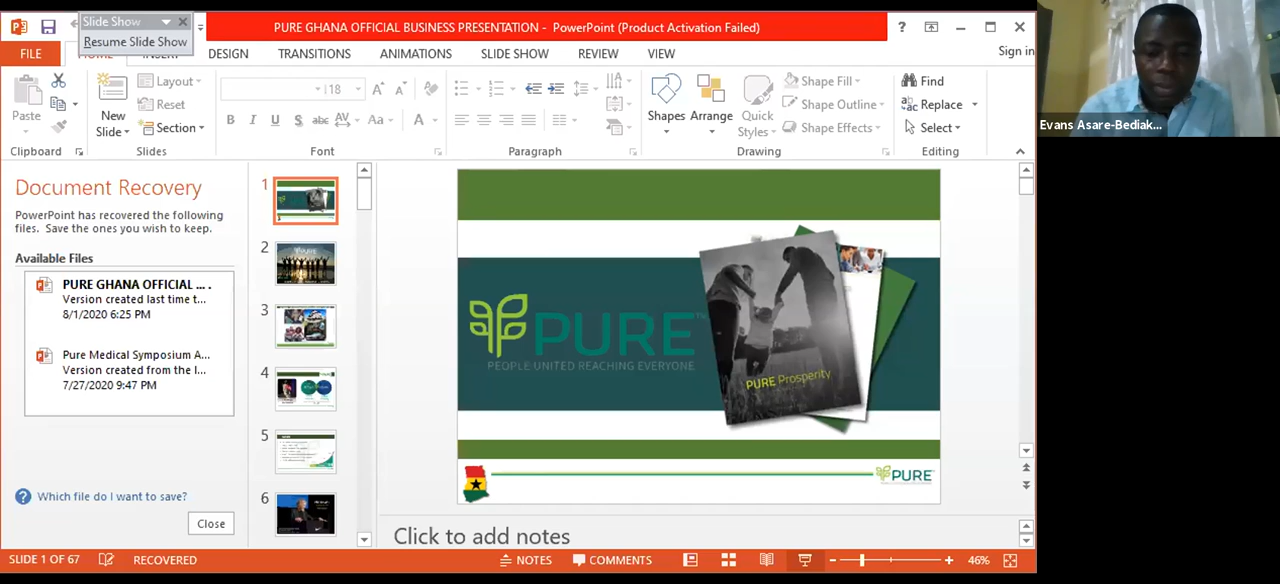 Slide Show
Resume Slide Show
PURE GHANA OFFICIAL BUSINESS PRESENTATION - PowerPoint (Product Activation Failed)
?
FILE
DESIGN
TRANSITIONS
ANIMATIONS
SLIDE SHOW
REVIEW
VIEW
Sign in
Paste
New
Slide
Layout
Reset
Section
18
B I U S abc AV Aa A
Shapes
Arrange
Quick
Styles
Shape Fill
Shape Outline
Shape Effects
Find
Replace
Select
Clipboard
Slides
Font
Paragraph
Drawing
Editing
Evans Asare-Bediak...
Document Recovery
PowerPoint has recovered the following
files. Save the ones you wish to keep.
Available Files
PURE GHANA OFFICIAL ... .
Version created last time t...
8/1/2020 6:25 PM
Pure Medical Symposium A...
Version created from the l...
7/27/2020 9:47 PM
Which file do I want to save?
Close
1
2
3
4
5
6
PURE™
PEOPLE UNITED REACHING EVERYONE
PURE Prosperity
PURE
Click to add notes
SLIDE 1 OF 67
RECOVERED
NOTES
COMMENTS
46%